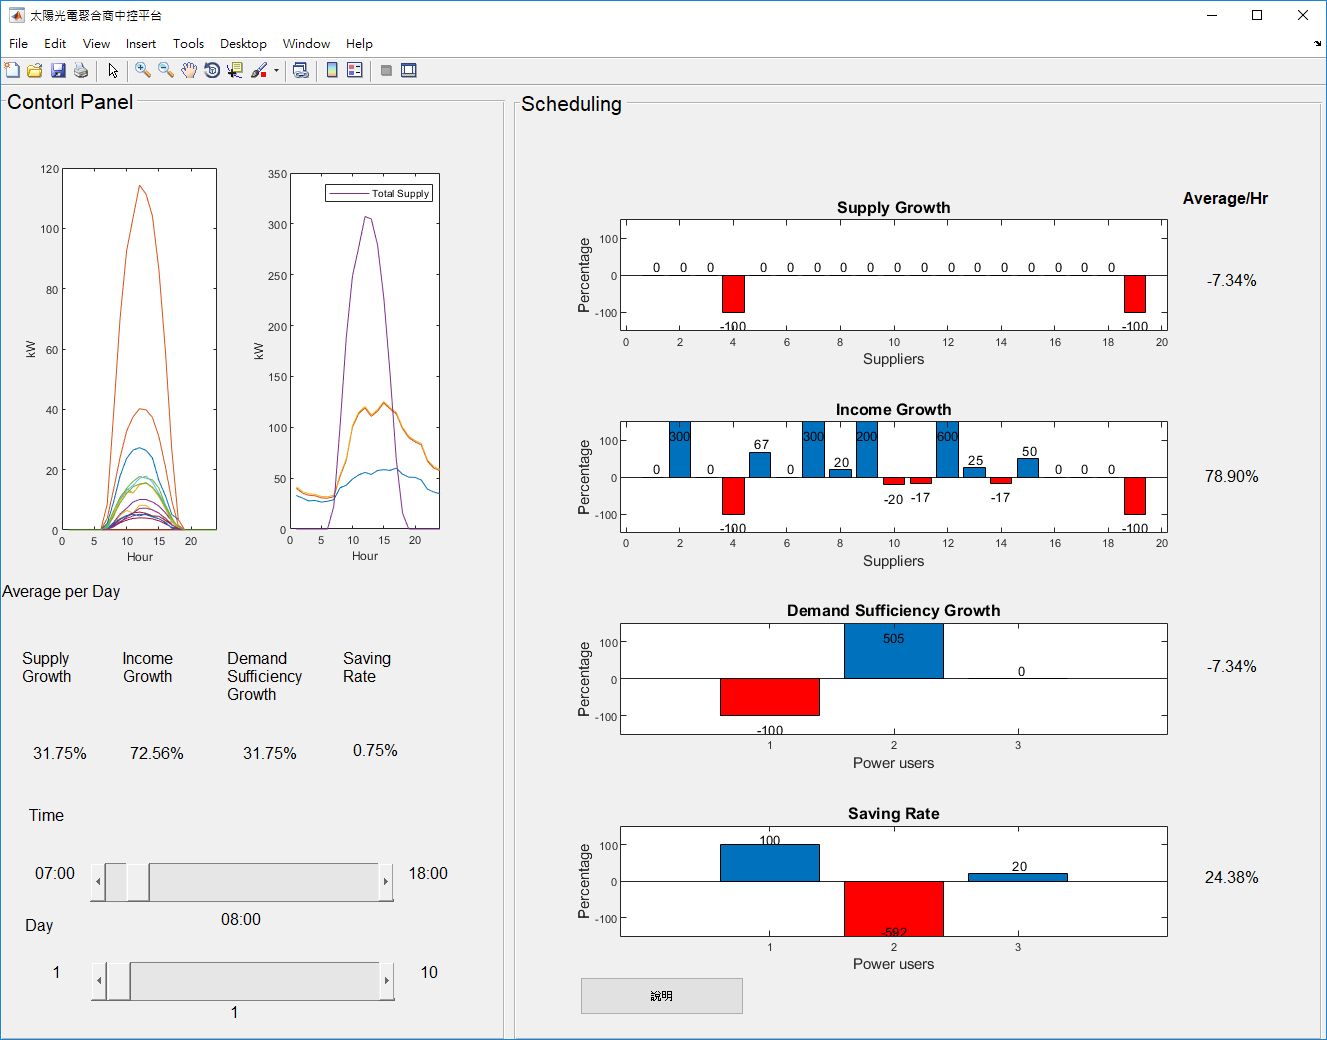 太陽光電聚合商中控平台
File Edit View Insert Tools Desktop Window Help
Contorl Panel
120
100
80
60
40
20
0
kW
0 5 10 15 20
Hour
350
300
250
200
150
100
50
0
kW
Total Supply
0 5 10 15 20
Hour
Average per Day
Supply Growth
Income Growth
Demand Sufficiency Growth
Saving Rate
31.75% 72.56% 31.75% 0.75%
Time
07:00 18:00
08:00
Day
1 10
1
Scheduling
Average/Hr
Supply Growth
Percentage
100
0
-100
0 0 0 -100 0 0 0 0 0 0 0 0 0 0 0 0 0 0 -100
0 2 4 6 8 10 12 14 16 18 20
Suppliers
-7.34%
Income Growth
Percentage
100
0
-100
0 300 0 -100 67 0 300 20 200 -20 -17 600 25 -17 50 0 0 0 -100
0 2 4 6 8 10 12 14 16 18 20
Suppliers
78.90%
Demand Sufficiency Growth
Percentage
100
0
-100
-100 505 0
1 2 3
Power users
-7.34%
Saving Rate
Percentage
100
0
-100
100 -592 20
1 2 3
Power users
24.38%
說明